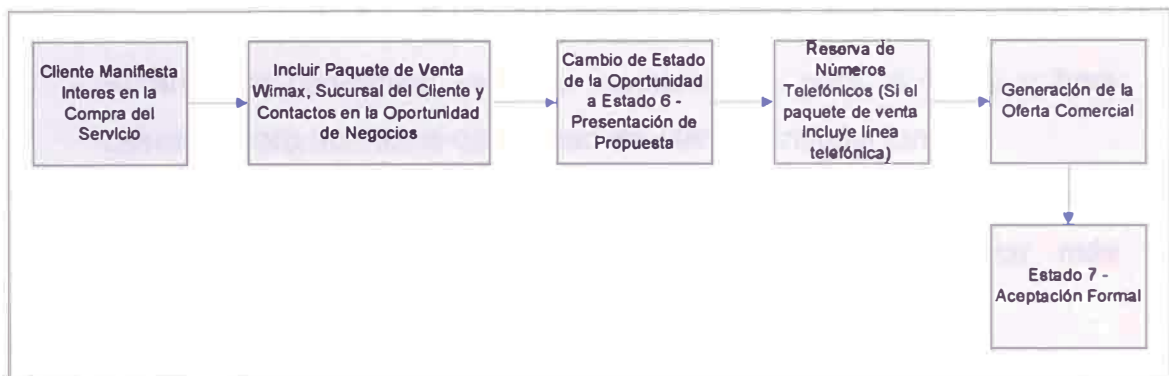 Cliente Manifiesta
Interes en la
Compra del
Servicio
Incluir Paquete de Venta
Wimax, Sucursal del Cliente y
Contactos en la Oportunidad
de Negocios
Cambio de Estado
de la Oportunidad
a Estado 6 -
Presentación de
Propuesta
Reserva de
Números
Telefónicos (Si el
paquete de venta
incluye línea
telefónica)
Generación de la
Oferta Comercial
Estado 7 -
Aceptación Formal